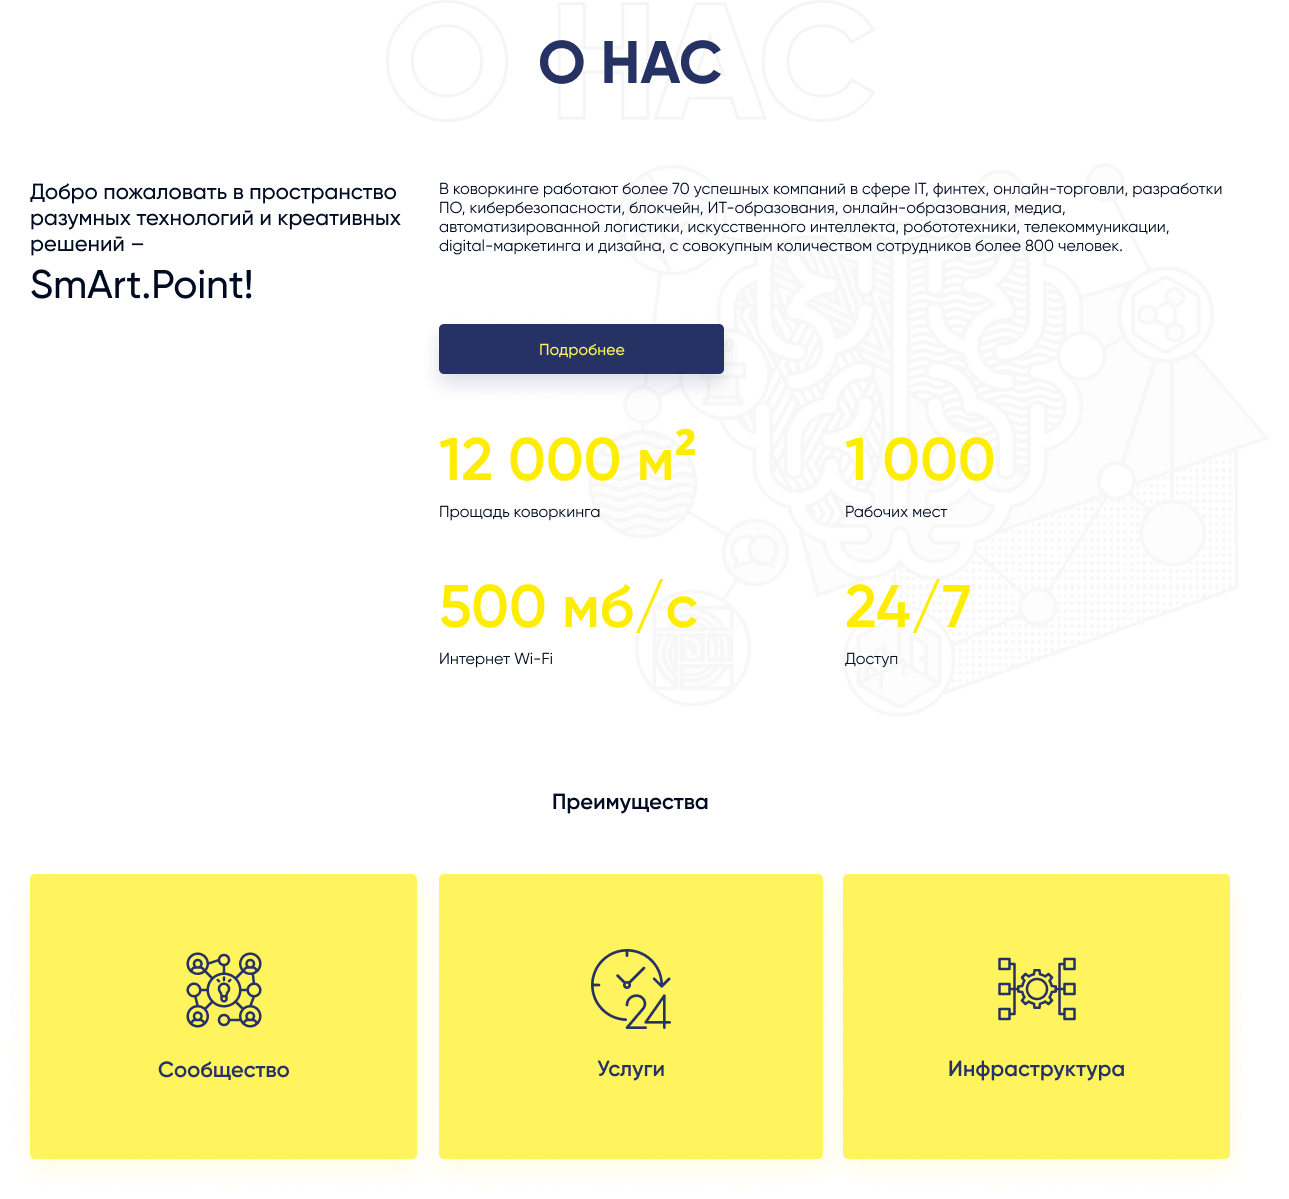 О НАС
О НАС
Добро пожаловать в пространство
разумных технологий и креативных
решений –
SmArt.Point!
В коворкинге работают более 70 успешных компаний в сфере IT, финтех, онлайн-торговли, разработки
ПО, кибербезопасности, блокчейн, ИТ-образования, онлайн-образования, медиа,
автоматизированной логистики, искусственного интеллекта, робототехники, телекоммуникации,
digital-маркетинга и дизайна, с совокупным количеством сотрудников более 800 человек.
Подробнее
12 000 м²
Прощадь коворкинга
1 000
Рабочих мест
500 мб/с
Интернет Wi-Fi
24/7
Доступ
Преимущества
24
Сообщество
Услуги
Инфраструктура